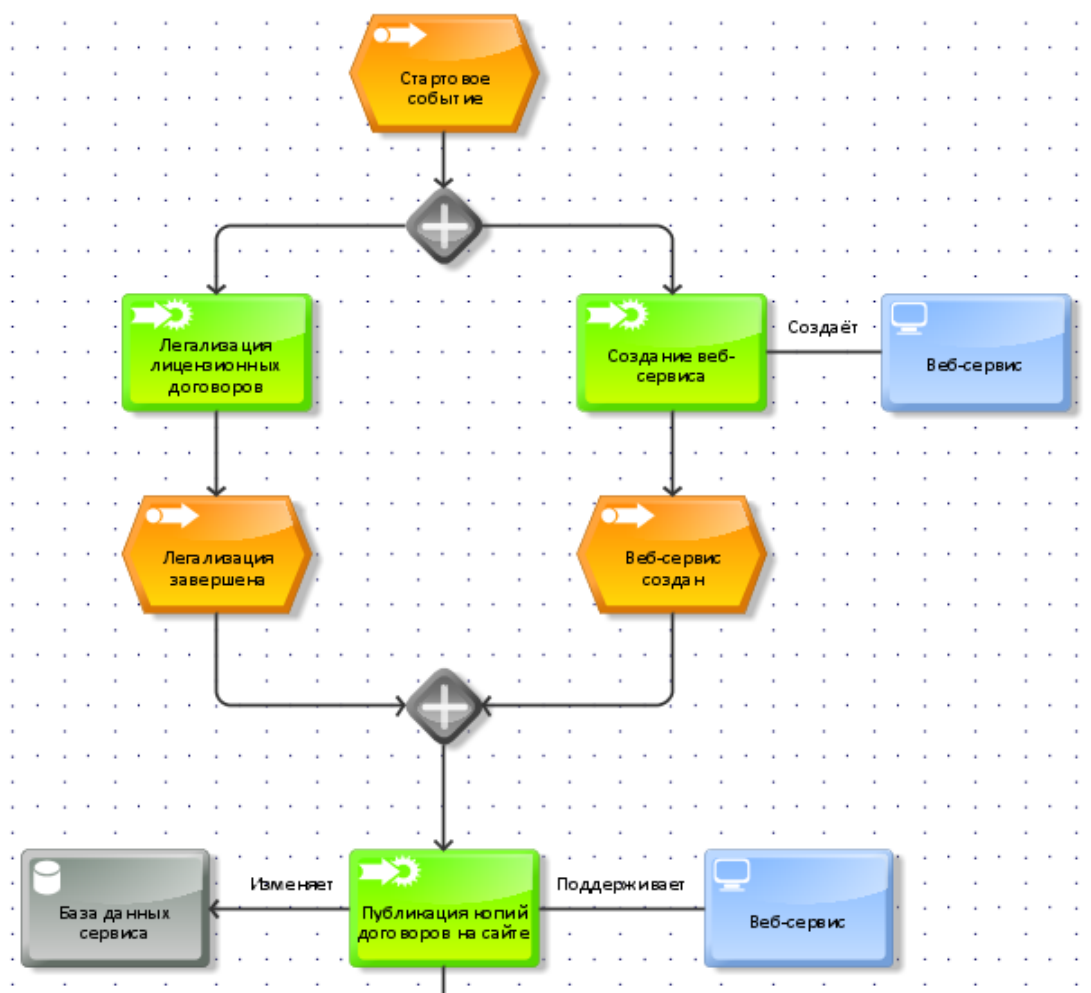 Стартовое
событие
Легализация
лицензионных
договоров
Создание веб-
сервиса
Создаёт
Веб-сервис
Легализация
завершена
Веб-сервис
создан
База данных
сервиса
Изменяет
Публикация копий
договоров на сайте
Поддерживает
Веб-сервис